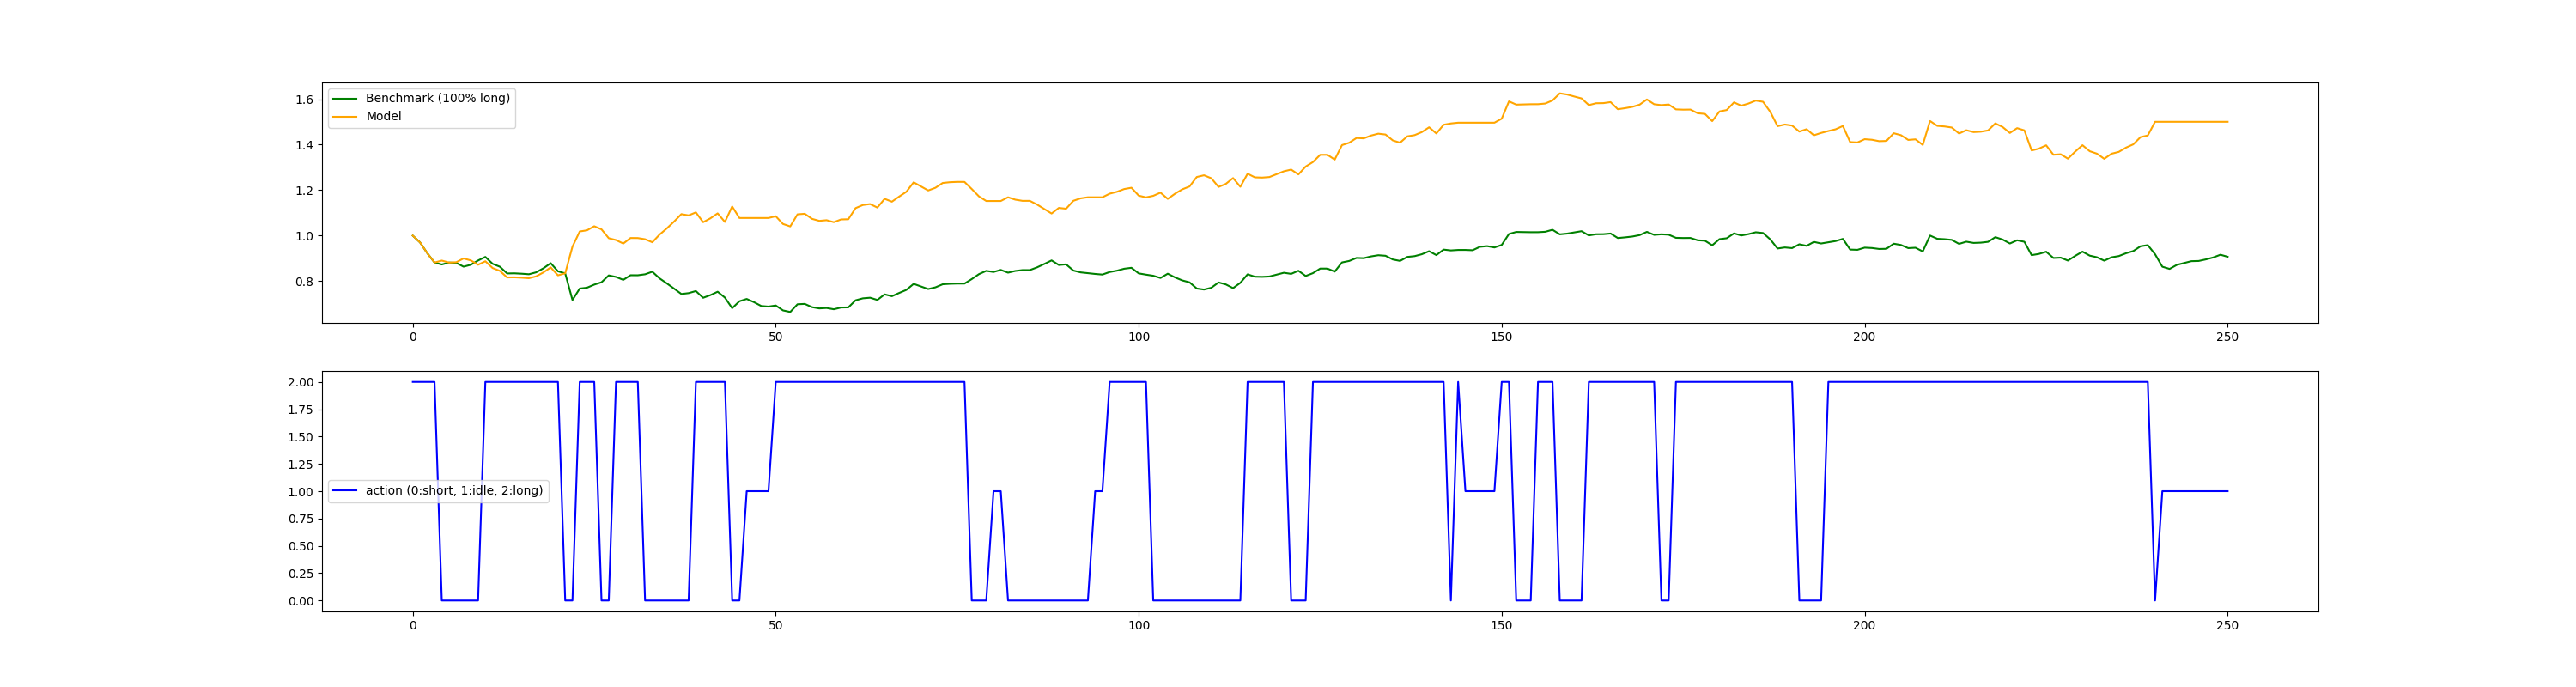 Benchmark (100% long)
Model
1.6
1.4
1.2
1.0
0.8
0 50 100 150 200 250
2.00
1.75
1.50
1.25
1.00
0.75
0.50
0.25
0.00
action (0:short, 1:idle, 2:long)
0 50 100 150 200 250